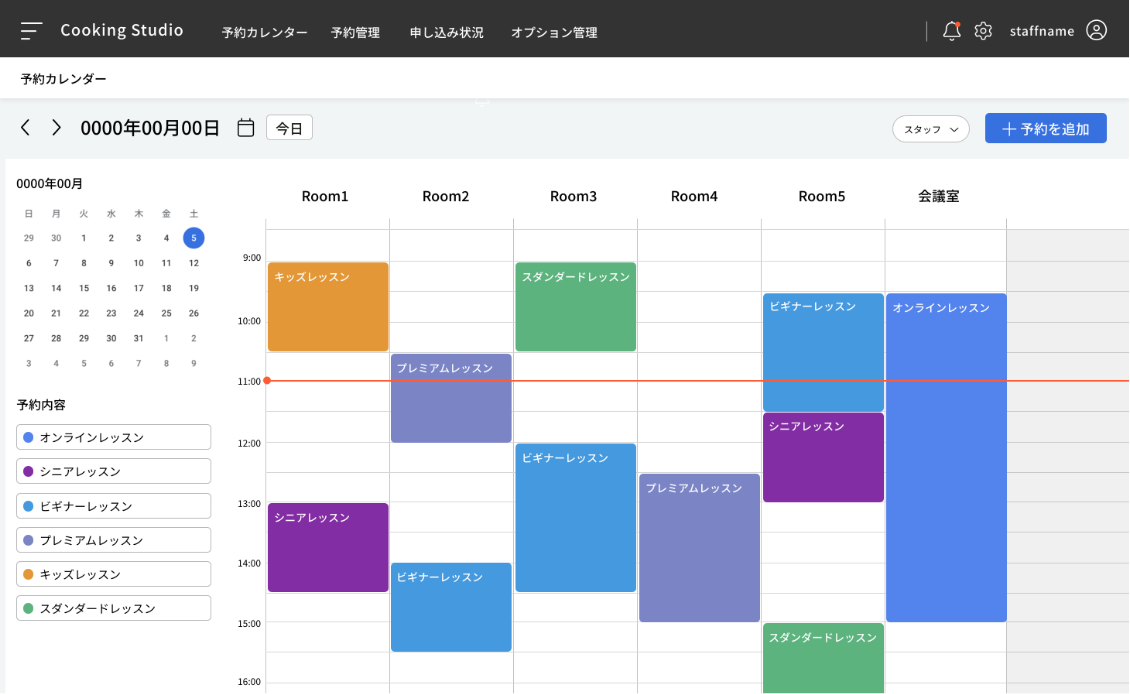 Cooking Studio 予約カレンダー 予約管理 申し込み状況 オプション管理 staffname
予約カレンダー
0000年00月00日 今日 スタッフ 予約を追加
0000年00月
日 月 火 水 木 金 土
29 30 1 2 3 4 5
6 7 8 9 10 11 12
13 14 15 16 17 18 19
20 21 22 23 24 25 26
27 28 29 30 31 1 2
3 4 5 6 7 8 9
予約内容
オンラインレッスン
シニアレッスン
ビギナーレッスン
プレミアムレッスン
キッズレッスン
スダンダードレッスン
Room1 Room2 Room3 Room4 Room5 会議室
9:00
キッズレッスン スダンダードレッスン
ビギナーレッスン オンラインレッスン
10:00
プレミアムレッスン
11:00
シニアレッスン
12:00
ビギナーレッスン
プレミアムレッスン
13:00
シニアレッスン
14:00
ビギナーレッスン
15:00
スダンダードレッスン
16:00